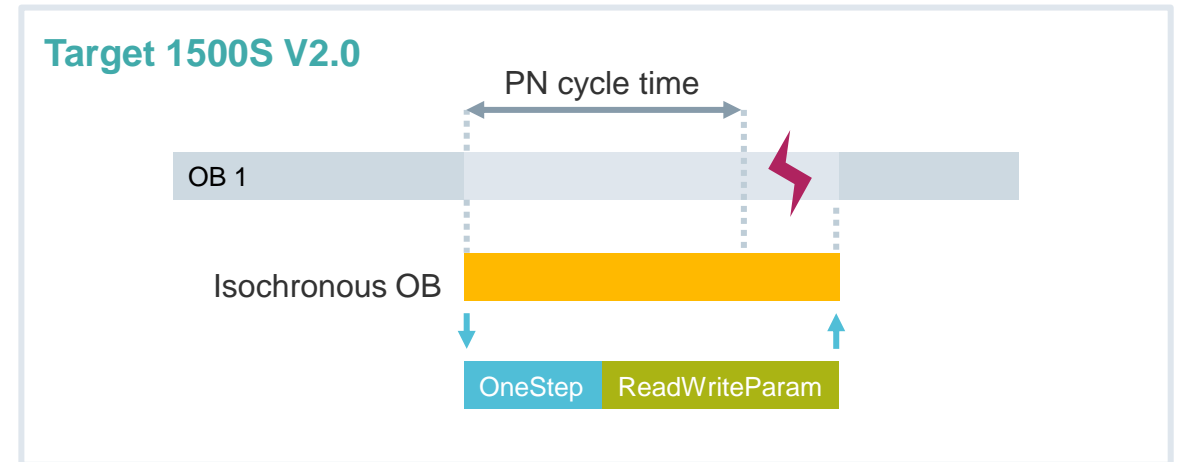 Target 1500S V2.0
PN cycle time
OB 1
Isochronous OB
OneStep ReadWriteParam